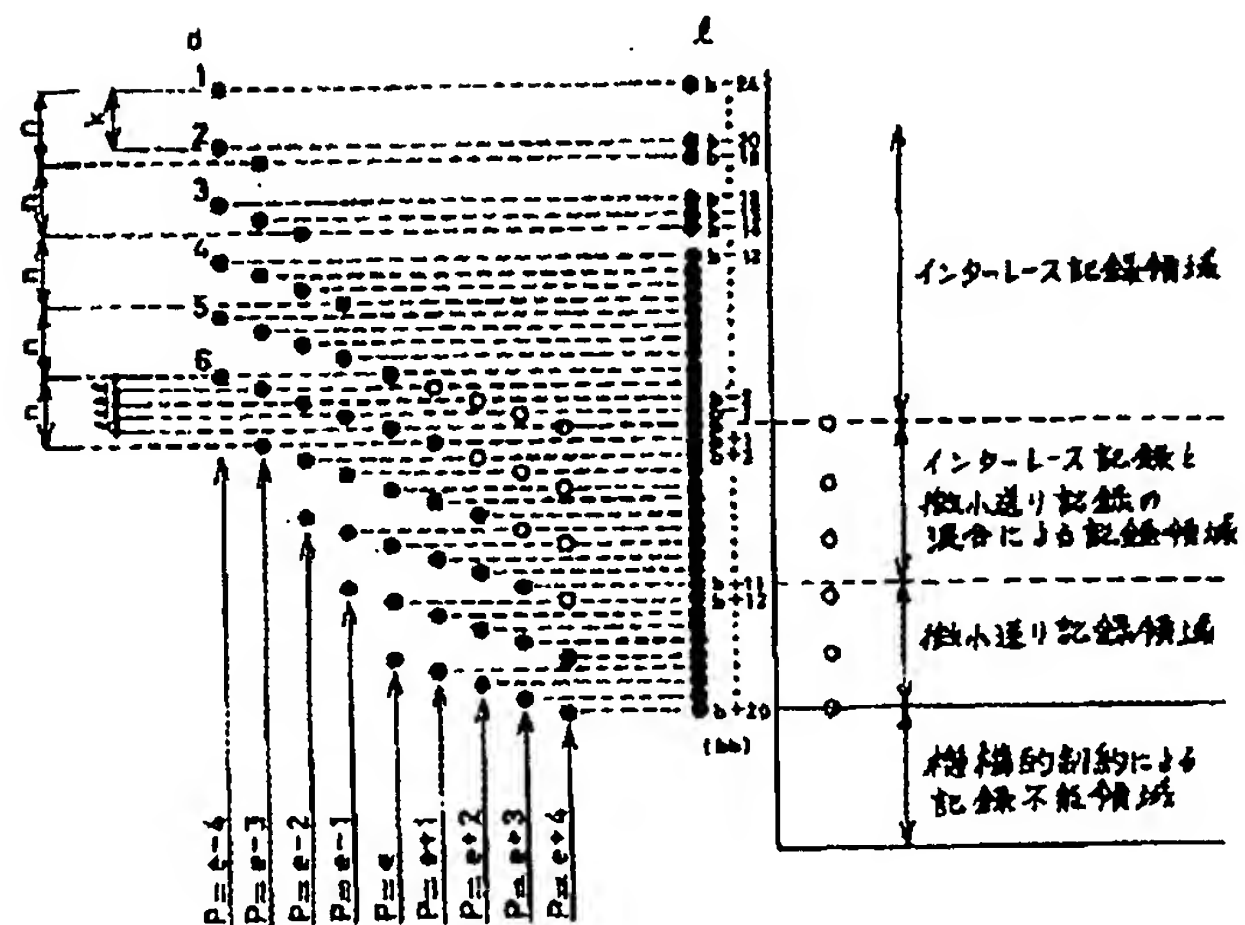 d
ℓ
1
2
3
4
5
6
k
n
n
n
n
n
b-24
20
b-12
b+11
b+12
b+20
(bb)
インターレース記録領域
インターレース記録と
微小送り記録の
混合による記録領域
微小送り記録領域
機構的制約による
記録不能領域
P=e-4
P=e-3
P=e-2
P=e-1
P=e
P=e+1
P=e+2
P=e+3
P=e+4